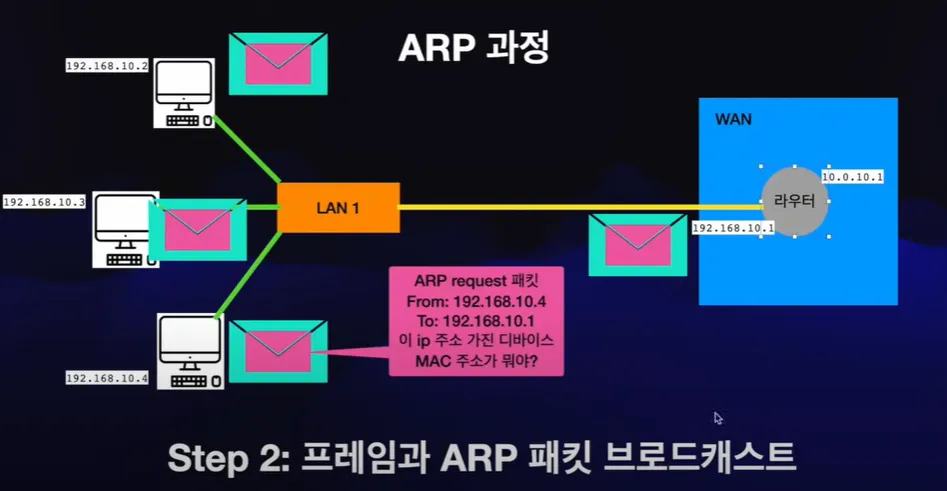 ARP 과정
192.168.10.2
WAN
10.0.10.1
라우터
192.168.10.3
LAN 1
192.168.10.1
ARP request 패킷
From: 192.168.10.4
To: 192.168.10.1
이 ip 주소 가진 디바이스
MAC 주소가 뭐야?
192.168.10.4
Step 2: 프레임과 ARP 패킷 브로드캐스트